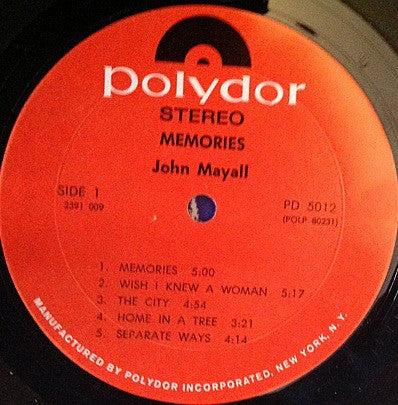 polydor
STEREO
MEMORIES
John Mayall
SIDE 1
2391 009
PD 5012
(POLP 80231)
1. MEMORIES 5:00
2. WISH I KNEW A WOMAN 5:17
3. THE CITY 4:54
4. HOME IN A TREE 3:21
5. SEPARATE WAYS 4:14
MANUFACTURED BY POLYDOR INCORPORATED, NEW YORK, N.Y.